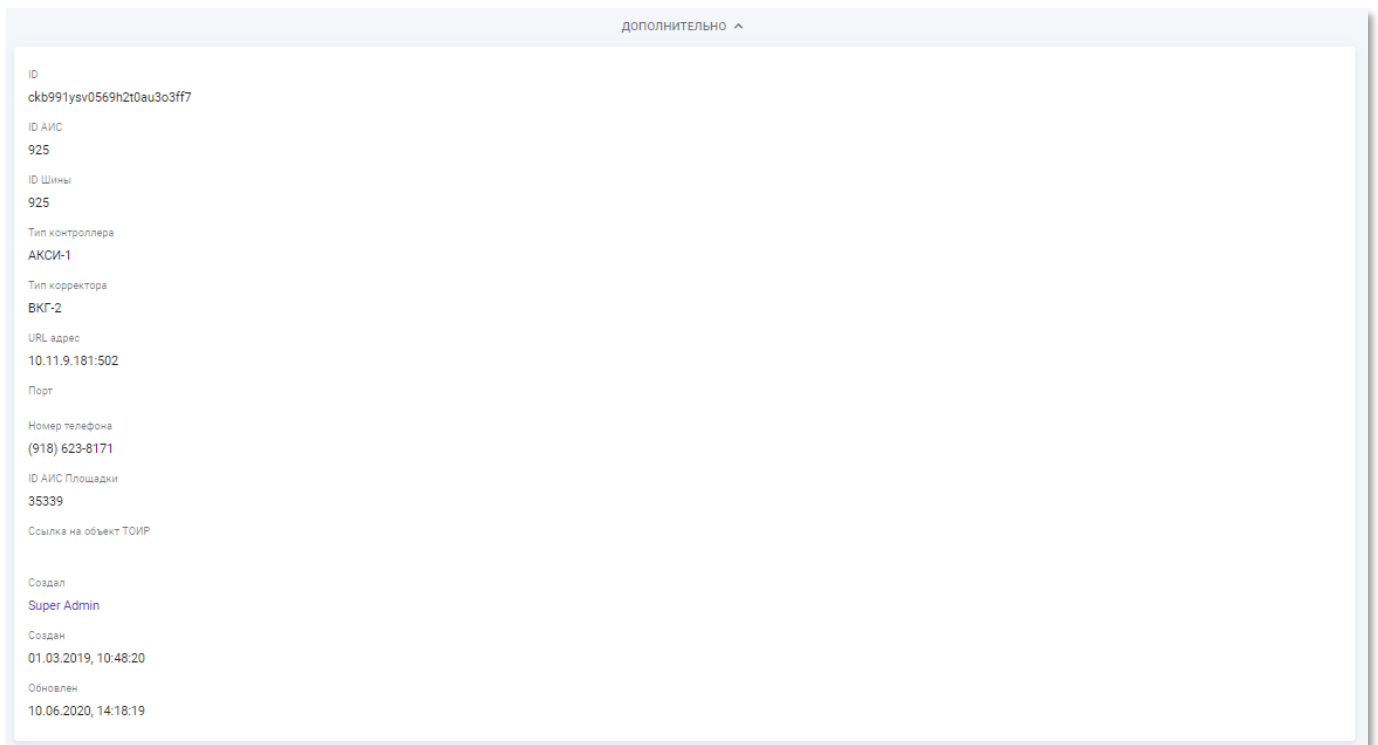 ДОПОЛНИТЕЛЬНО
ID
ckb991ysv0569h2t0au3o3ff7
ID АИС
925
ID Шины
925
Тип контроллера
АКСИ-1
Тип корректора
ВКГ-2
URL адрес
10.11.9.181:502
Порт
Номер телефона
(918) 623-8171
ID АИС Площадки
35339
Ссылка на объект ТОИР
Создал
Super Admin
Создан
01.03.2019, 10:48:20
Обновлен
10.06.2020, 14:18:19